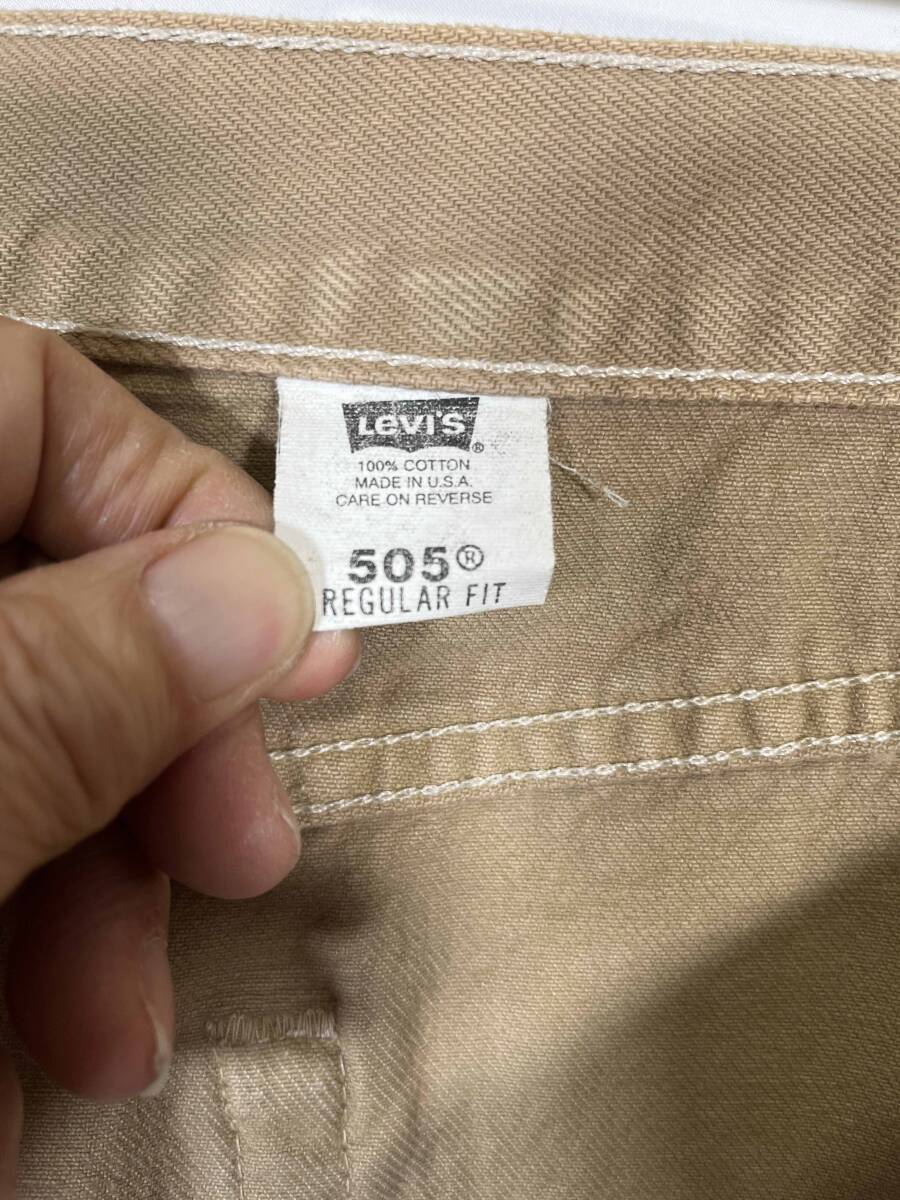 Levi's ®
100% COTTON
MADE IN U.S.A.
CARE ON REVERSE
505®
REGULAR FIT